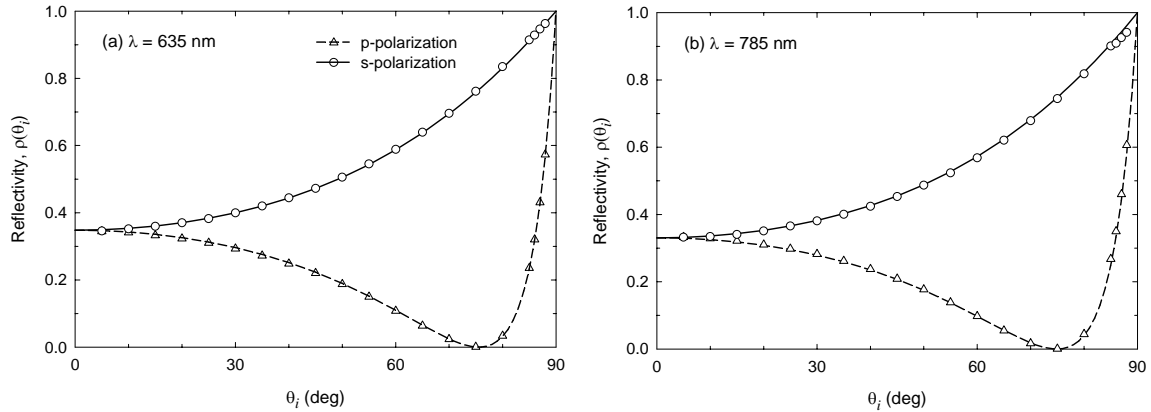 (a) λ = 635 nm
p-polarization
s-polarization
Reflectivity, ρ(θi)
1.0
0.8
0.6
0.4
0.2
0.0
0 30 60 90
θi (deg)
(b) λ = 785 nm
Reflectivity, ρ(θi)
1.0
0.8
0.6
0.4
0.2
0.0
0 30 60 90
θi (deg)